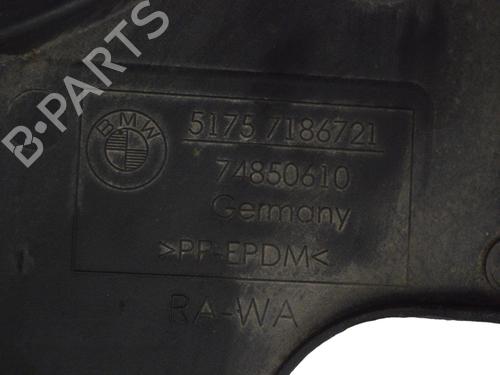 B-PARTS
BMW
5175 7186721
74850610
Germany
>PP-EPDM<
RA-WA